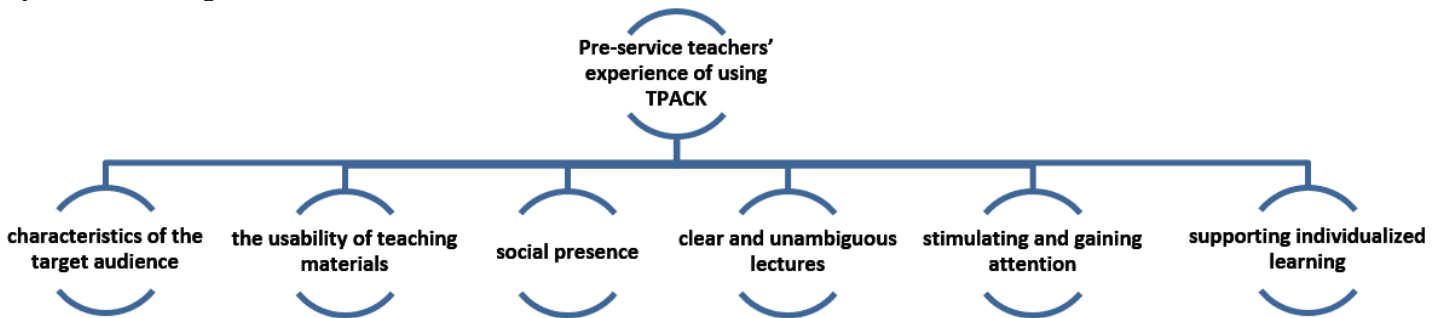 Pre-service teachers’
experience of using
TPACK
characteristics of the
target audience
the usability of teaching
materials
social presence
clear and unambiguous
lectures
stimulating and gaining
attention
supporting individualized
learning